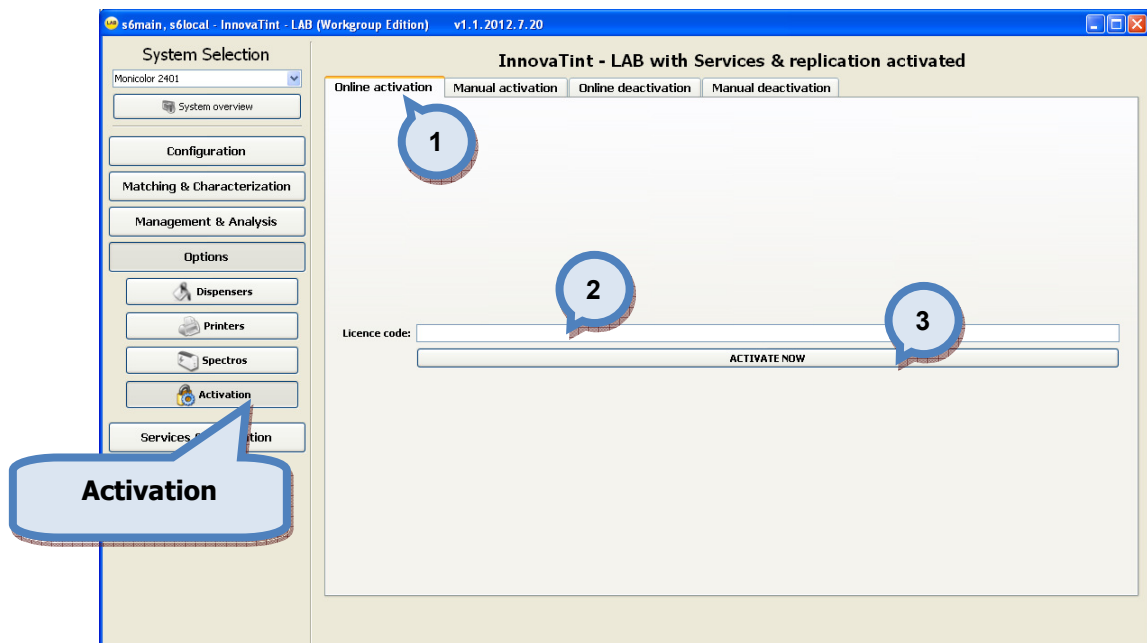 s6main, s6local - InnovaTint - LAB (Workgroup Edition) v1.1.2012.7.20
System Selection
Monicolor 2401
System overview
Configuration
Matching & Characterization
Management & Analysis
Options
Dispensers
Printers
Spectros
Activation
Services
tion
Activation
InnovaTint - LAB with Services & replication activated
Online activation Manual activation Online deactivation Manual deactivation
1
2
3
Licence code:
ACTIVATE NOW